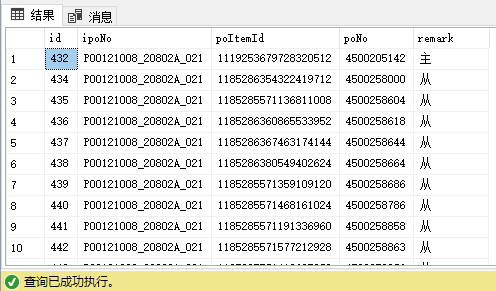 结果 消息
id ipoNo poItemId poNo remark
1 432 P00121008_20802A_021 1119253679728320512 4500205142 主
2 434 P00121008_20802A_021 1185286354322419712 4500258000 从
3 435 P00121008_20802A_021 1185285571136811008 4500258604 从
4 436 P00121008_20802A_021 1185286360865533952 4500258618 从
5 437 P00121008_20802A_021 1185286367463174144 4500258644 从
6 438 P00121008_20802A_021 1185286380549402624 4500258664 从
7 439 P00121008_20802A_021 1185285571359109120 4500258686 从
8 440 P00121008_20802A_021 1185285571468161024 4500258786 从
9 441 P00121008_20802A_021 1185285571191336960 4500258858 从
10 442 P00121008_20802A_021 1185285571577212928 4500258863 从
查询已成功执行。